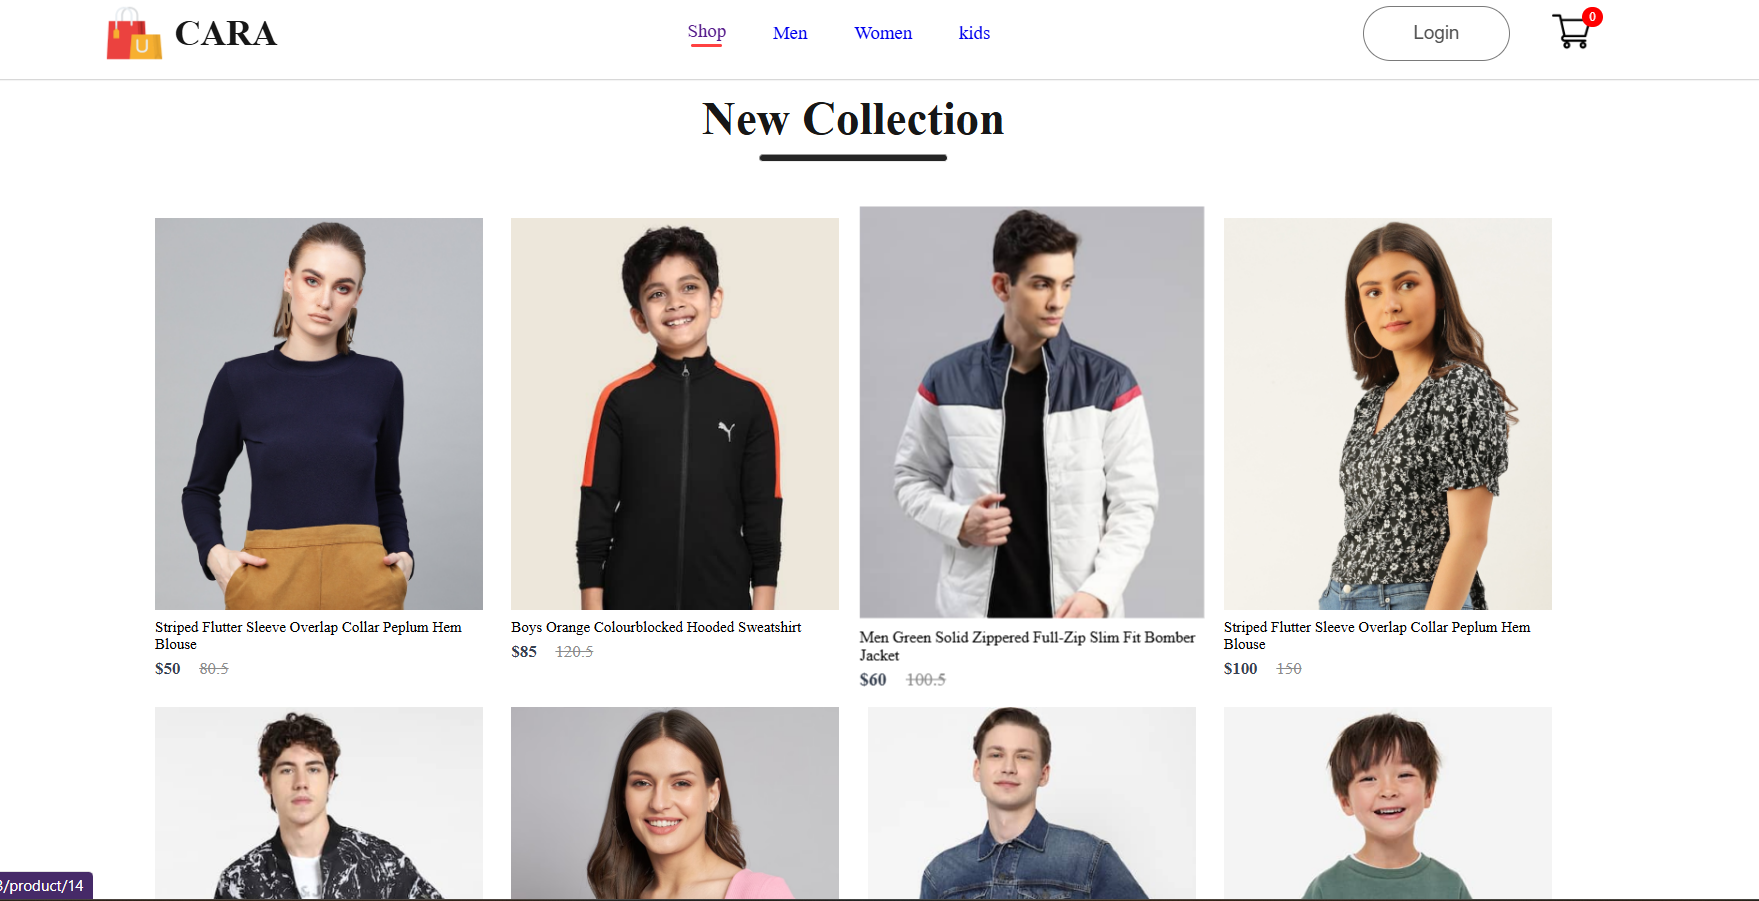 U
CARA
Shop
Men
Women
kids
Login
0
New Collection
Striped Flutter Sleeve Overlap Collar Peplum Hem
Blouse
$50 80.5
Boys Orange Colourblocked Hooded Sweatshirt
$85 120.5
Men Green Solid Zippered Full-Zip Slim Fit Bomber
Jacket
$60 100.5
Striped Flutter Sleeve Overlap Collar Peplum Hem
Blouse
$100 150
/product/14